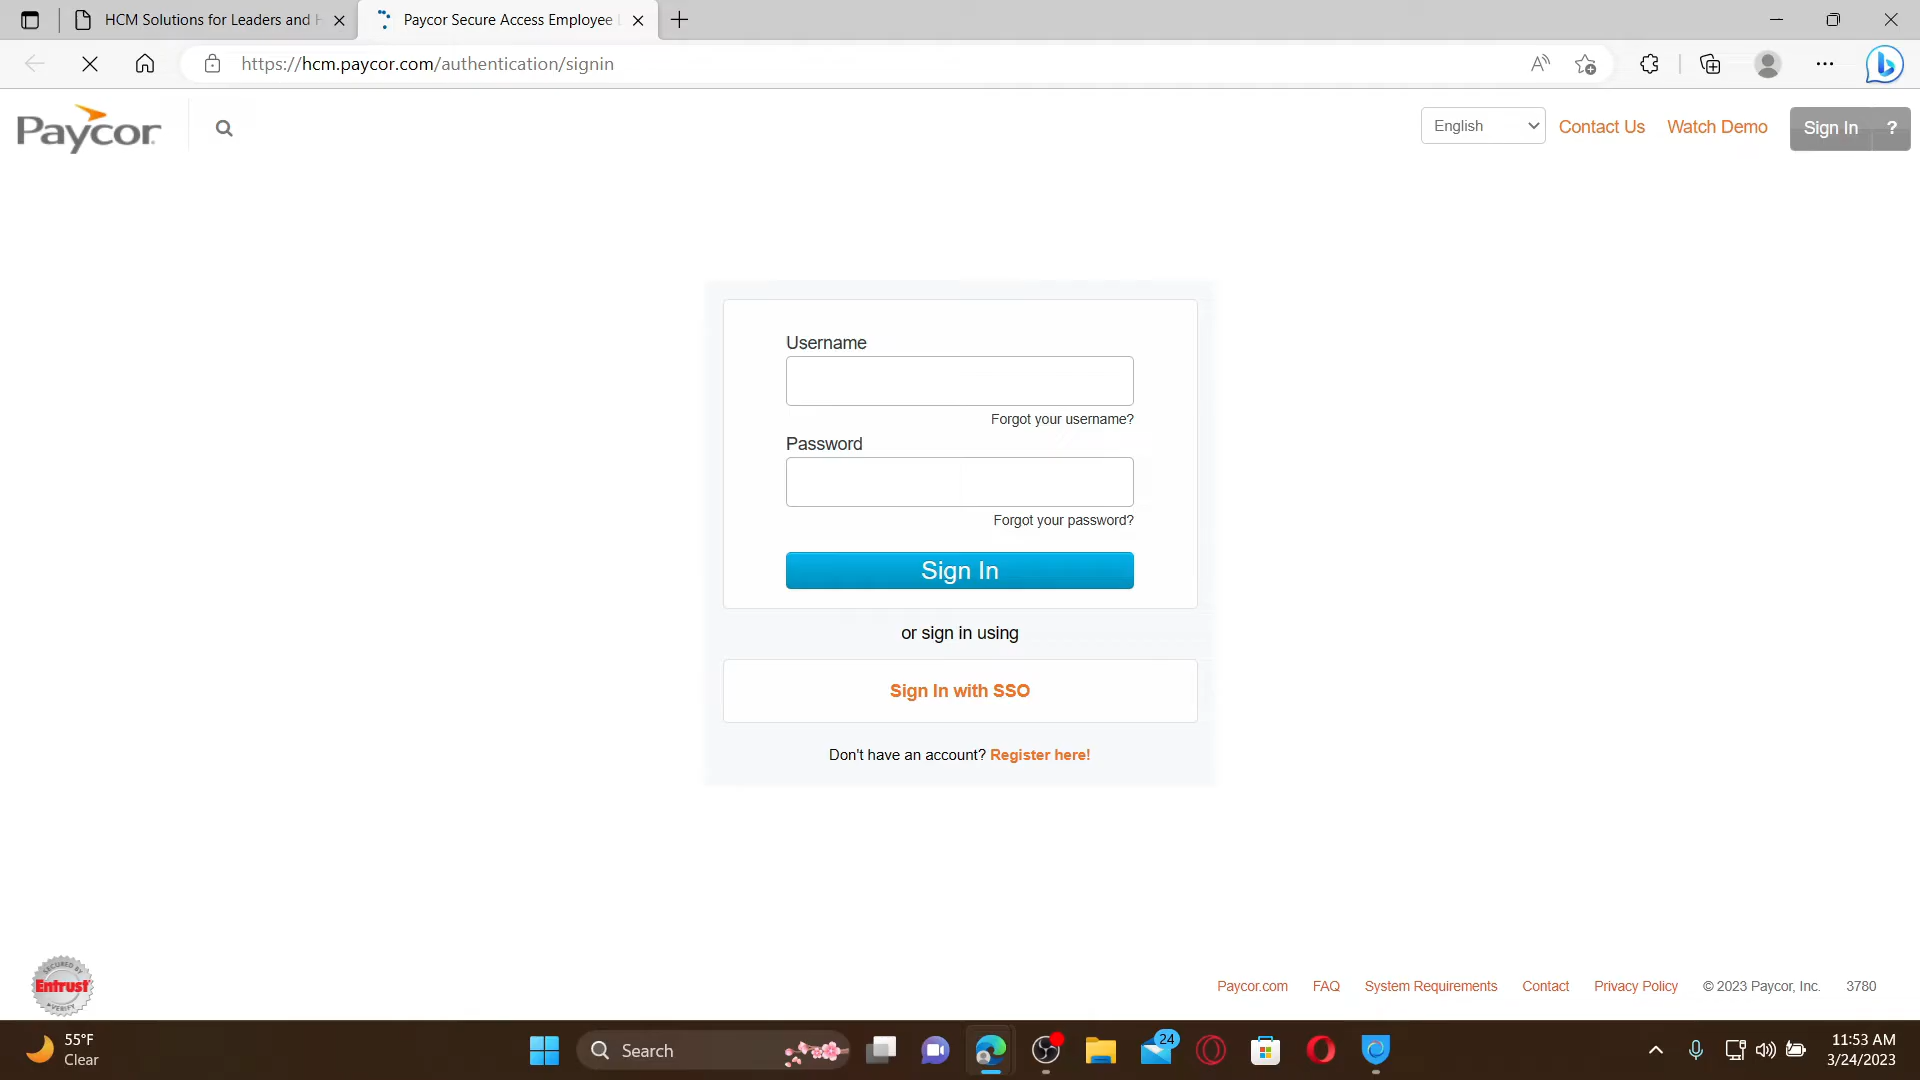 HCM Solutions for Leaders and H
Paycor Secure Access Employee L
https://hcm.paycor.com/authentication/signin
Paycor
English
Contact Us
Watch Demo
Sign In
?
Username
Forgot your username?
Password
Forgot your password?
Sign In
or sign in using
Sign In with SSO
Don't have an account? Register here!
SECURED BY
Entrust
VERIFY
Paycor.com
FAQ
System Requirements
Contact
Privacy Policy
© 2023 Paycor, Inc.
3780
55°F
Clear
Search
24
11:53 AM
3/24/2023